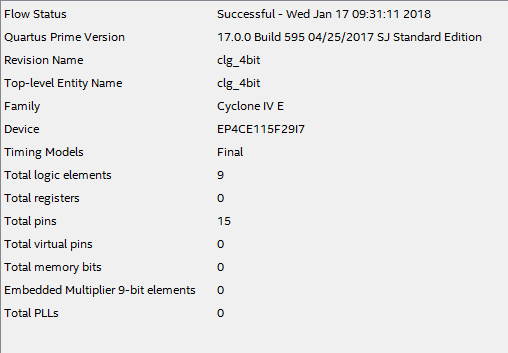 Flow Status Successful - Wed Jan 17 09:31:11 2018
Quartus Prime Version 17.0.0 Build 595 04/25/2017 SJ Standard Edition
Revision Name clg_4bit
Top-level Entity Name clg_4bit
Family Cyclone IV E
Device EP4CE115F29I7
Timing Models Final
Total logic elements 9
Total registers 0
Total pins 15
Total virtual pins 0
Total memory bits 0
Embedded Multiplier 9-bit elements 0
Total PLLs 0